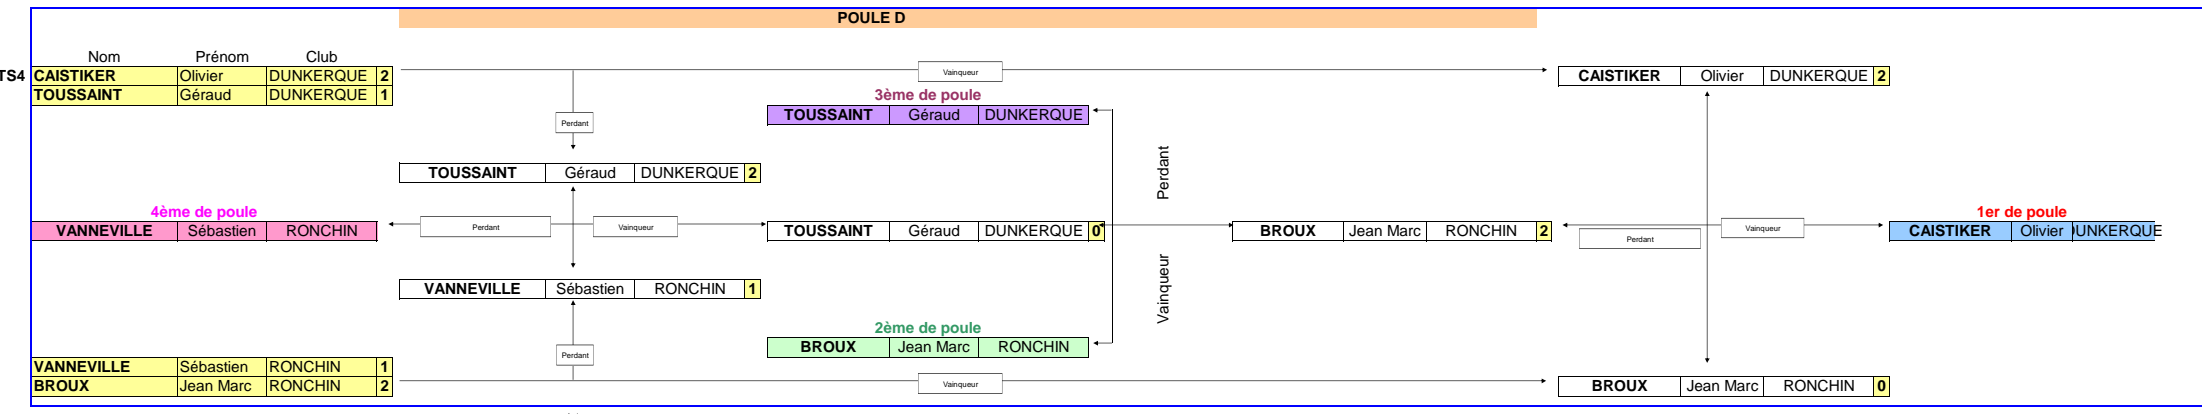 POULE D
Nom Prénom Club
TS4 CAISTIKER Olivier DUNKERQUE 2
TOUSSAINT Géraud DUNKERQUE 1
Vainqueur
CAISTIKER Olivier DUNKERQUE 2
3ème de poule
TOUSSAINT Géraud DUNKERQUE
Perdant
TOUSSAINT Géraud DUNKERQUE 2
Perdant
4ème de poule
VANNEVILLE Sébastien RONCHIN
Perdant
Vainqueur
TOUSSAINT Géraud DUNKERQUE 0
BROUX Jean Marc RONCHIN 2
Perdant
Vainqueur
1er de poule
CAISTIKER Olivier UNKERQUE
VANNEVILLE Sébastien RONCHIN 1
Vainqueur
2ème de poule
BROUX Jean Marc RONCHIN
Perdant
VANNEVILLE Sébastien RONCHIN 1
BROUX Jean Marc RONCHIN 2
Vainqueur
BROUX Jean Marc RONCHIN 0